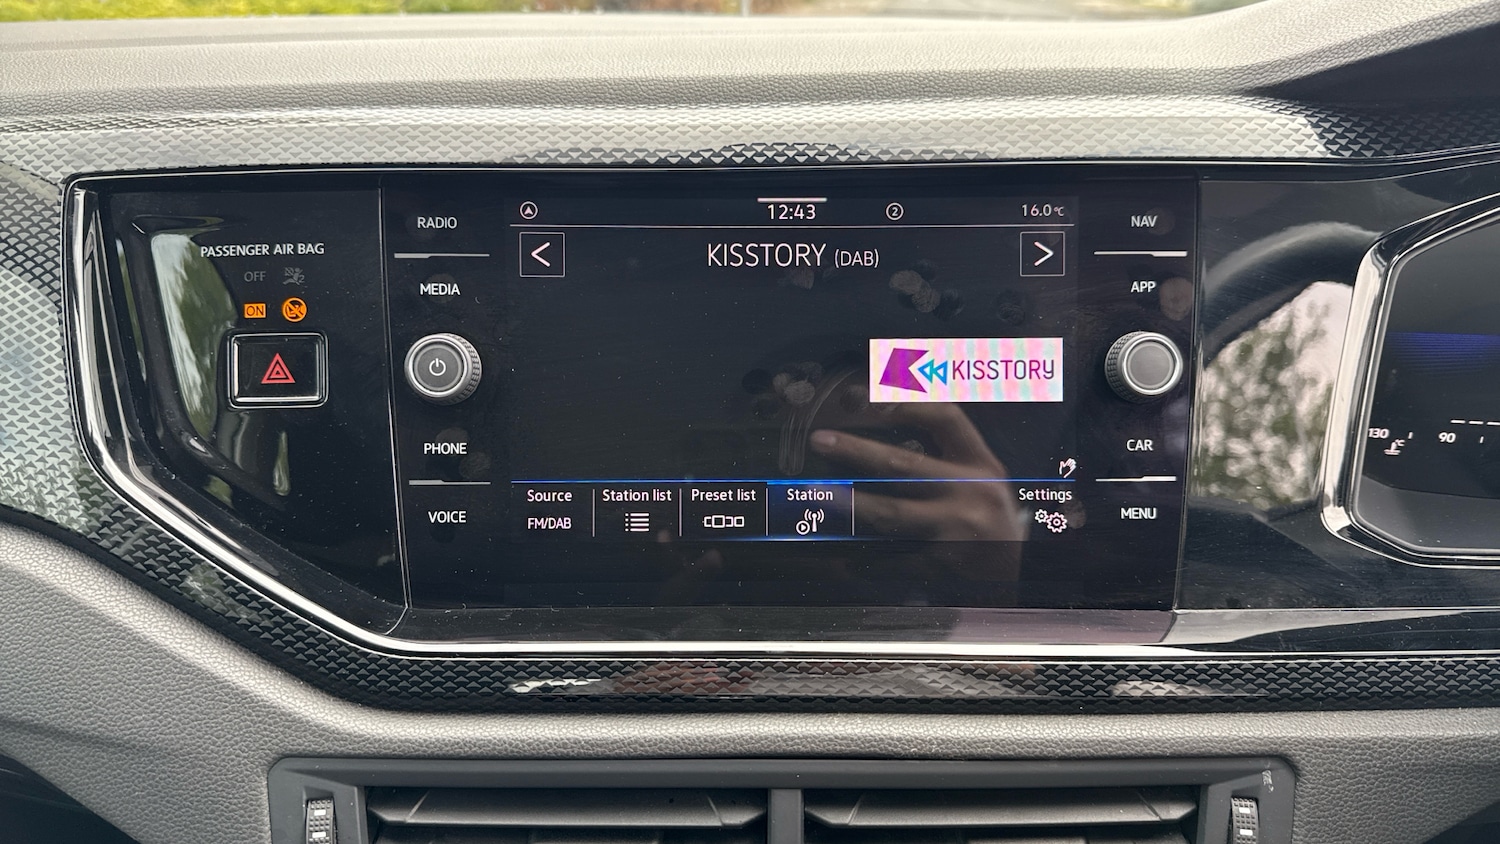 PASSENGER AIR BAG
OFF
ON
RADIO
MEDIA
PHONE
VOICE
12:43
2
16.0°C
< KISSTORY (DAB) >
KISSTORY
Source
FM/DAB
Station list
Preset list
Station
Settings
NAV
APP
CAR
MENU
130
°C
90